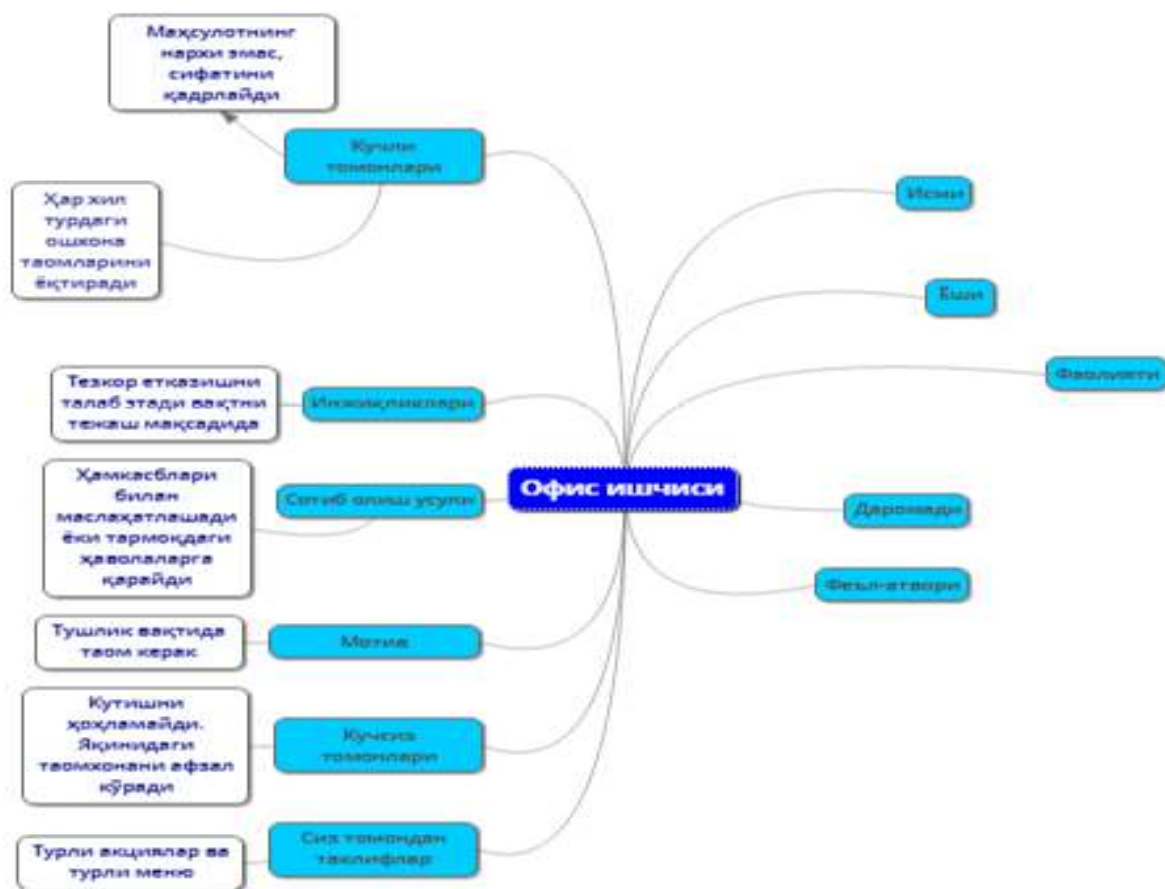 Маҳсулотнинг
нархи эмас,
сифатини
қадрлайди
Кучли
томонлари
Ҳар хил
турдаги
ошхона
таомларини
ёқтиради
Тезкор етказишни
талаб этади вақтни
тежаш мақсадида
Инжиқликлари
Ҳамкасблари
билан
маслаҳатлашади
ёки тармоқдаги
ҳаволаларга
қарайди
Сотиб олиш усули
Тушлик вақтида
таом керак
Мотив
Кутишни
ҳоҳламайди.
Яқинидаги
таомхонани афзал
кўради
Кучсиз
томонлари
Турли акциялар ва
турли меню
Сиз томондан
таклифлар
Офис ишчиси
Исми
Ёши
Фаолияти
Даромади
Феъл-атвори